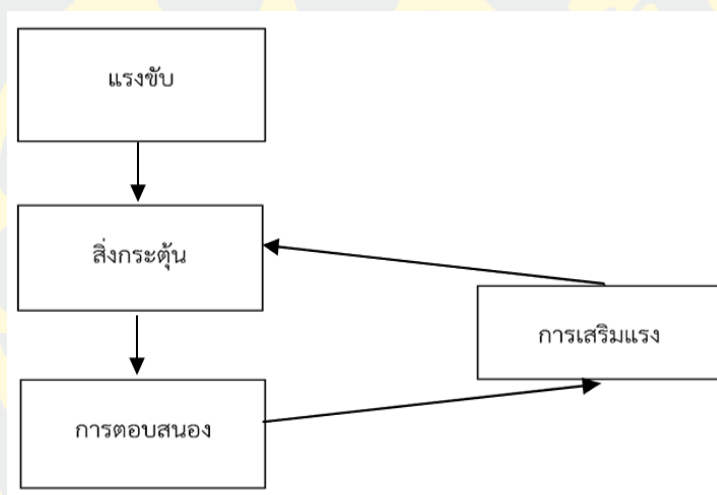 แรงขับ
สิ่งกระตุ้น
การเสริมแรง
การตอบสนอง